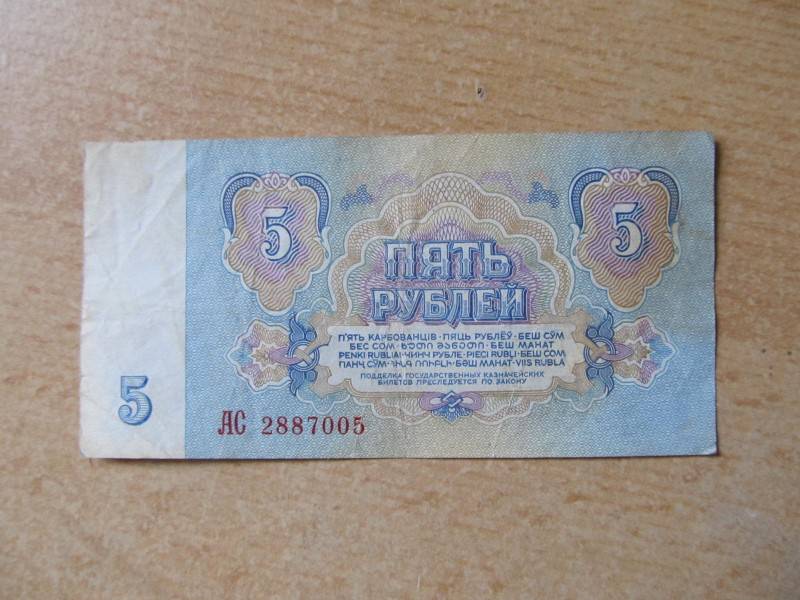 5 5
ПЯТЬ
РУБЛЕЙ
П'ЯТЬ КАРБОВАНЦІВ · ПЯЦЬ РУБЛЁЎ · БЕШ СЎМ
БЕС СОМ · ᲮᲣᲗᲘ ᲛᲐᲜᲔᲗᲘ · БЕШ МАНАТ
PENKI RUBLIAI · ЧИНЧ РУБЛЕ · PIECI RUBĻI · БЕШ СОМ
ПАНҶ СӮМ · ՀԻՆԳ ՌՈՒԲԼԻ · БӘШ МАНАТ · VIIS RUBLA
ПОДДЕЛКА ГОСУДАРСТВЕННЫХ КАЗНАЧЕЙСКИХ
БИЛЕТОВ ПРЕСЛЕДУЕТСЯ ПО ЗАКОНУ
5
АС 2887005